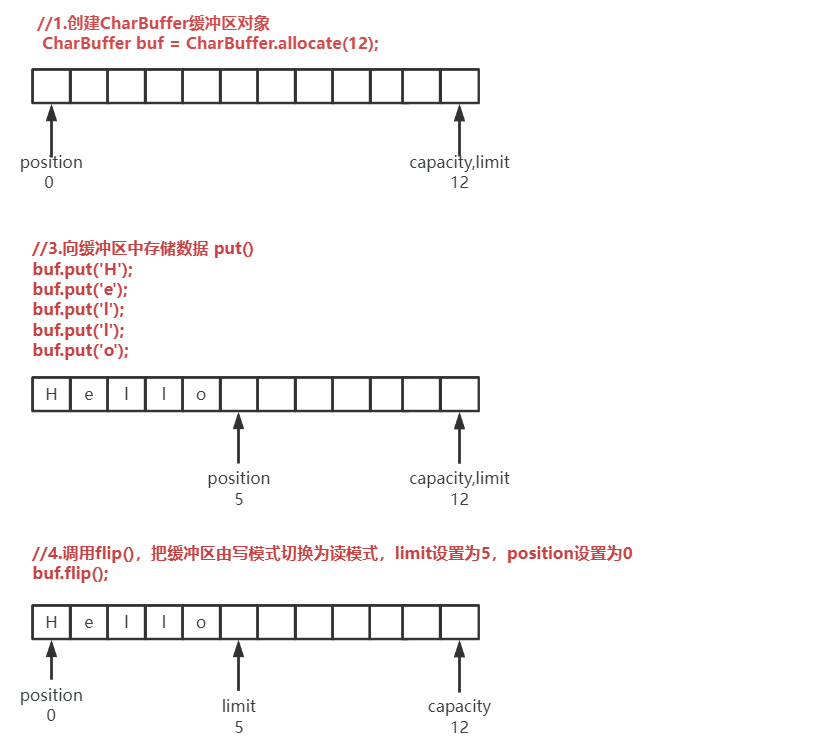 //1.创建CharBuffer缓冲区对象
CharBuffer buf = CharBuffer.allocate(12);
position
0
capacity,limit
12
//3.向缓冲区中存储数据 put()
buf.put('H');
buf.put('e');
buf.put('l');
buf.put('l');
buf.put('o');
H e l l o
position
5
capacity,limit
12
//4.调用flip()，把缓冲区由写模式切换为读模式，limit设置为5，position设置为0
buf.flip();
H e l l o
position
0
limit
5
capacity
12